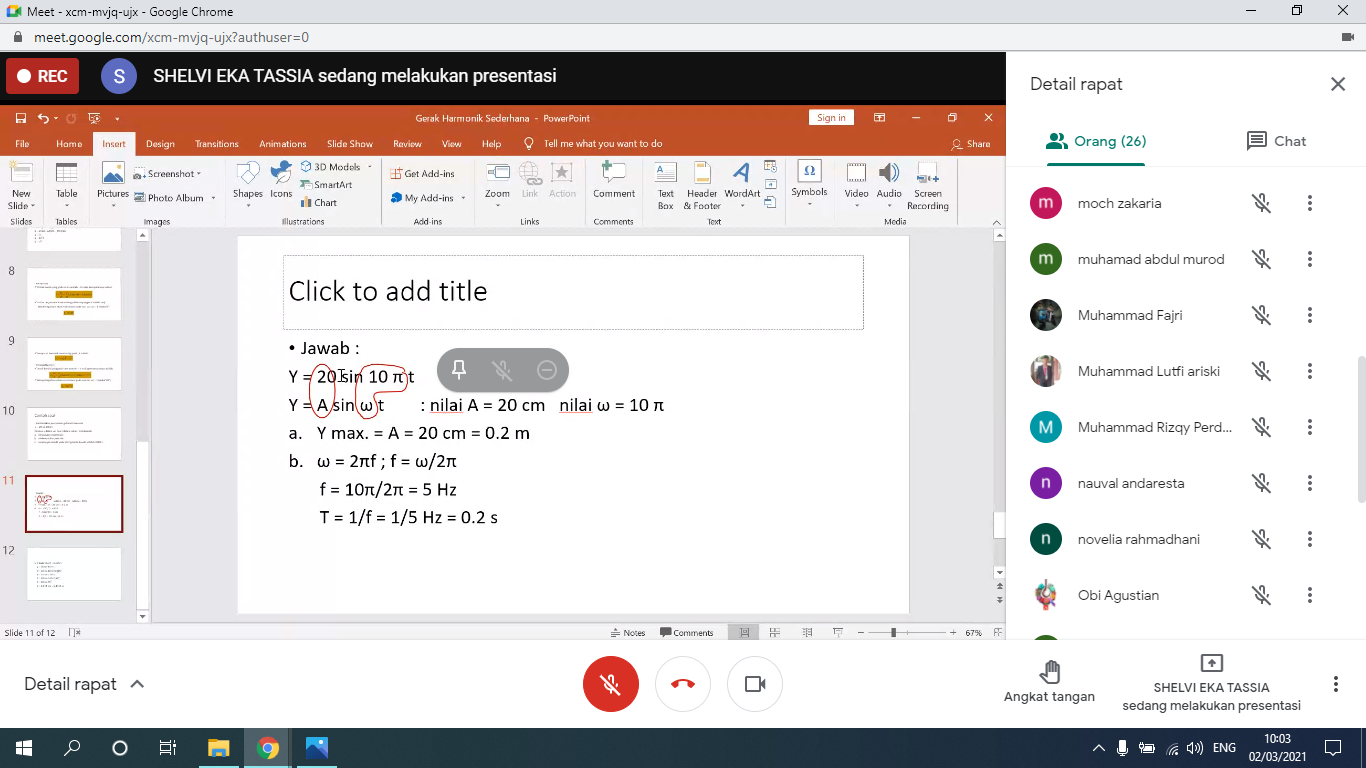 Meet - xcm-mvjq-ujx - Google Chrome
meet.google.com/xcm-mvjq-ujx?authuser=0
REC
S
SHELVI EKA TASSIA sedang melakukan presentasi
Gerak Harmonik Sederhana - PowerPoint
Sign in
File Home Insert Design Transitions Animations Slide Show Review View Help Tell me what you want to do Share
New Slide
Slides
Table
Tables
Pictures
Screenshot
Photo Album
Images
Shapes
Icons
3D Models
SmartArt
Chart
Illustrations
Get Add-ins
My Add-ins
Add-ins
Zoom
Link
Action
Links
Comment
Comments
Text Box
Header & Footer
WordArt
Text
Symbols
Video
Audio
Screen Recording
Media
8
9
10
11
12
Click to add title
• Jawab :
Y = 20 sin 10 π t
Y = A sin ω t : nilai A = 20 cm nilai ω = 10 π
a. Y max. = A = 20 cm = 0.2 m
b. ω = 2πf ; f = ω/2π
f = 10π/2π = 5 Hz
T = 1/f = 1/5 Hz = 0.2 s
Slide 11 of 12
Notes
Comments
67%
Detail rapat
Orang (26)
Chat
m moch zakaria
m muhamad abdul murod
Muhammad Fajri
Muhammad Lutfi ariski
M Muhammad Rizqy Perd...
n nauval andaresta
n novelia rahmadhani
Obi Agustian
Detail rapat
Angkat tangan
SHELVI EKA TASSIA
sedang melakukan presentasi
ENG
10:03
02/03/2021